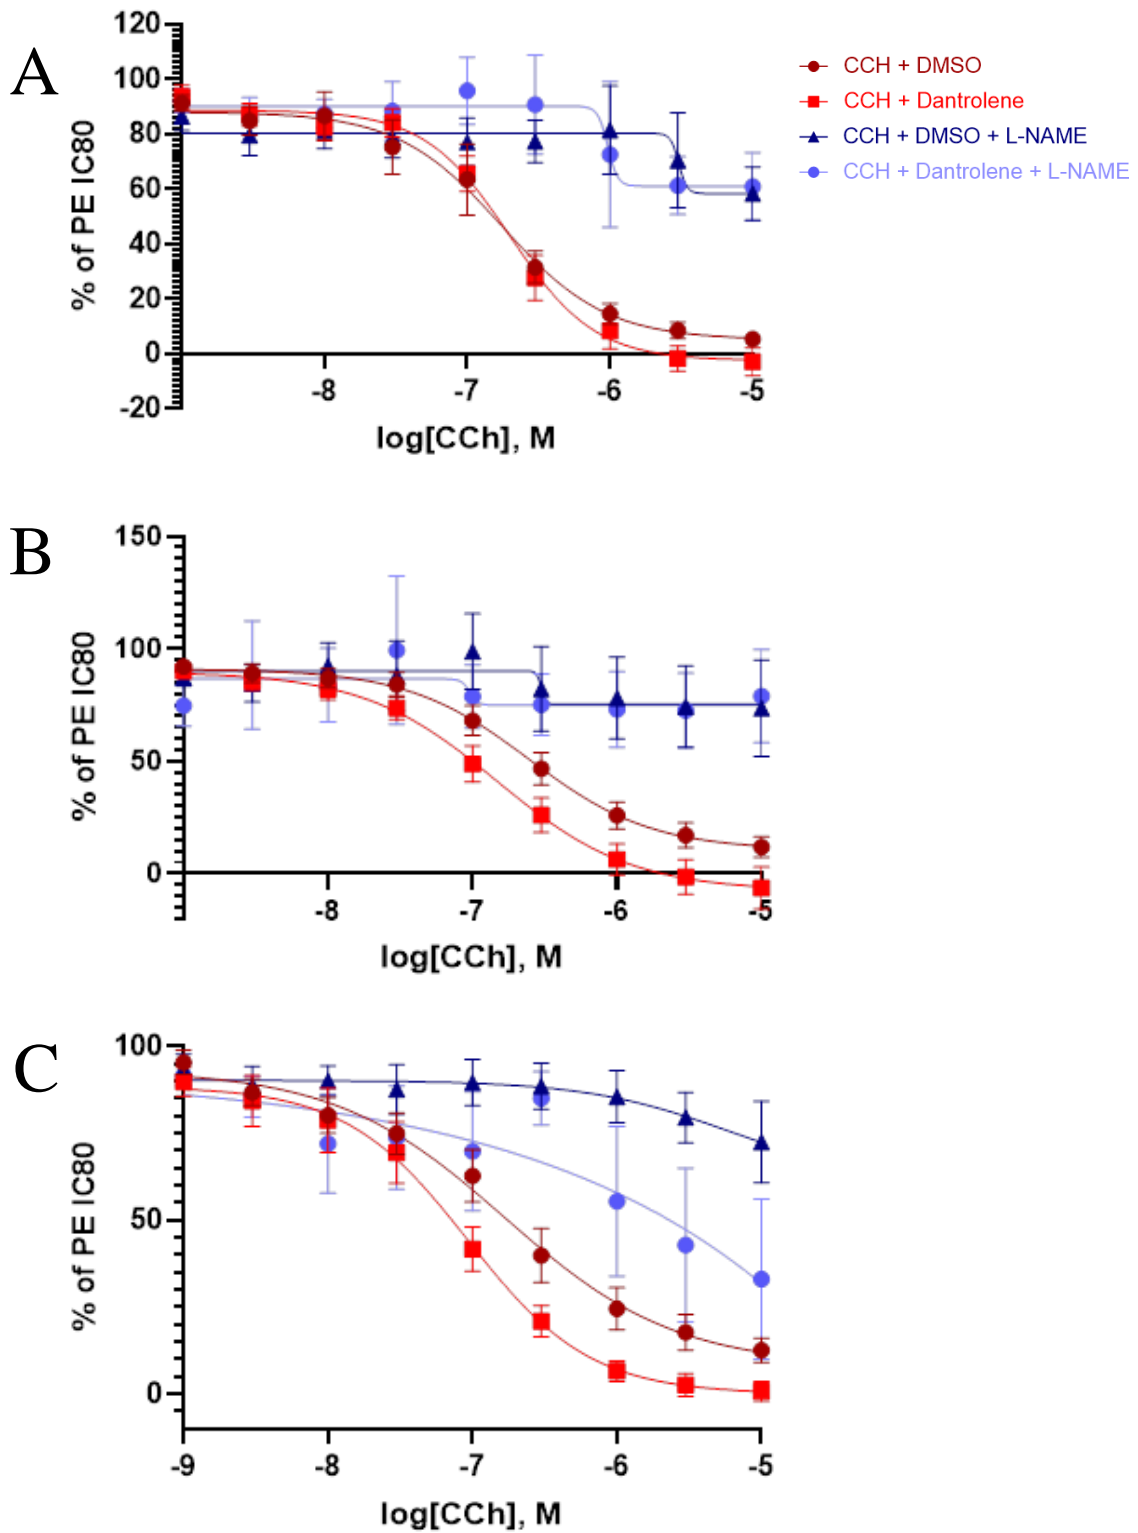 A
120
100
80
60
40
20
0
-20
% of PE IC80
-8
-7
-6
-5
log[CCh], M
CCH + DMSO
CCH + Dantrolene
CCH + DMSO + L-NAME
CCH + Dantrolene + L-NAME
B
150
100
50
0
% of PE IC80
-8
-7
-6
-5
log[CCh], M
C
100
50
0
% of PE IC80
-9
-8
-7
-6
-5
log[CCh], M